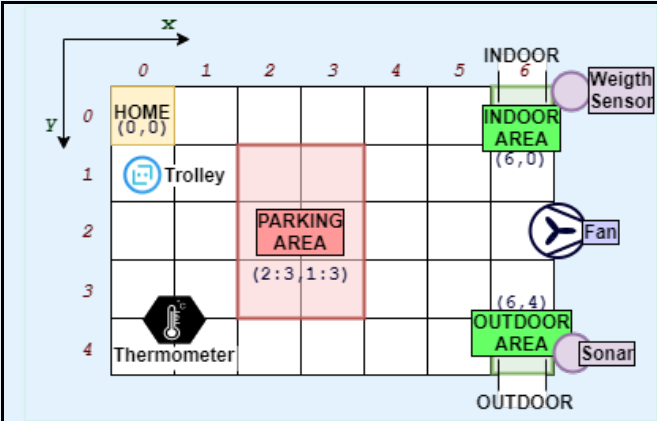 x
0 1 2 3 4 5 6
INDOOR
Weigth
Sensor
y
0
HOME
(0,0)
INDOOR
AREA
(6,0)
1
Trolley
2
PARKING
AREA
(2:3,1:3)
Fan
3
°C
(6,4)
4
Thermometer
OUTDOOR
AREA
Sonar
OUTDOOR